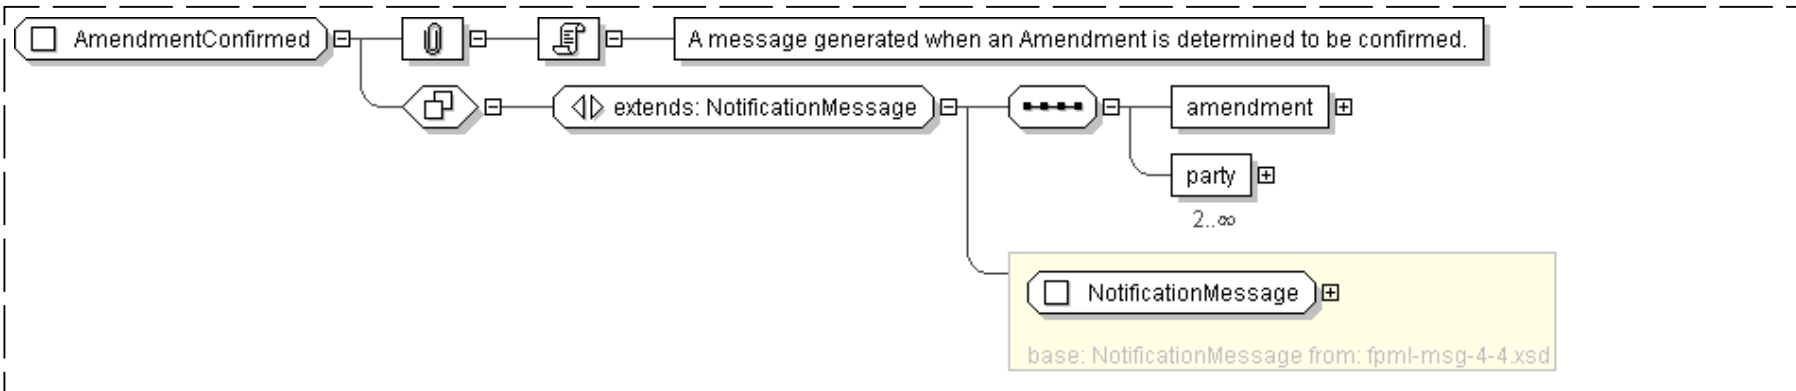 AmendmentConfirmed
A message generated when an Amendment is determined to be confirmed.
extends: NotificationMessage
amendment
party
2..∞
NotificationMessage
base: NotificationMessage from: fpml-msg-4-4.xsd